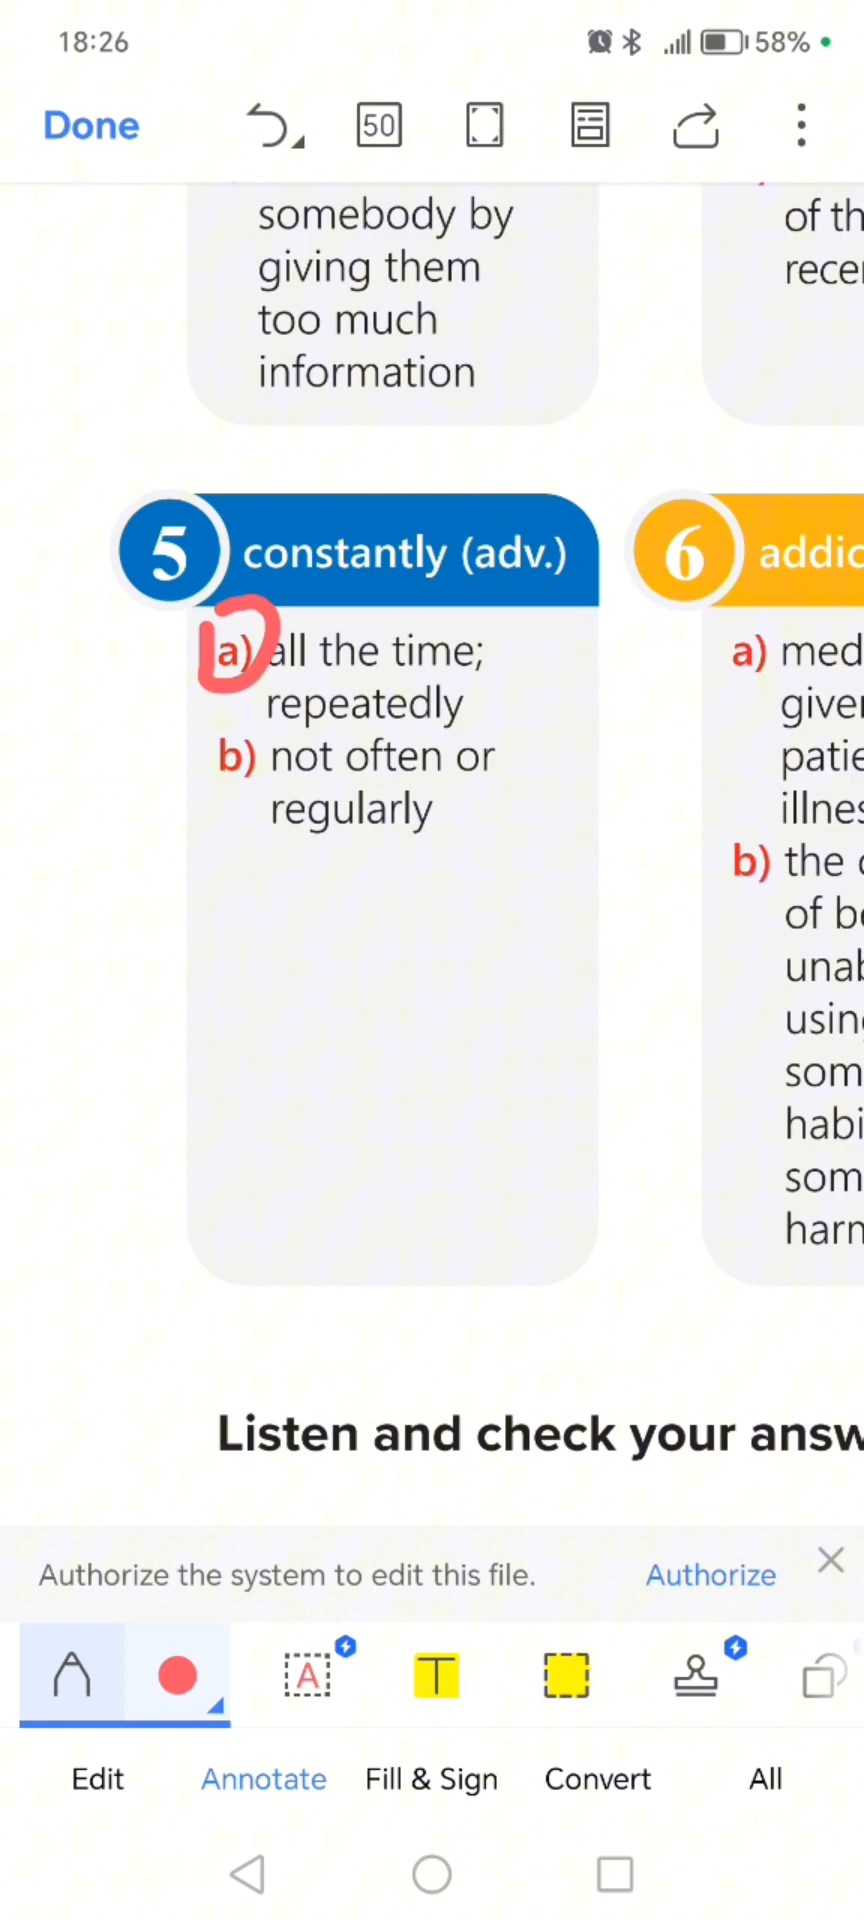 18:26
58%
Done
50
somebody by
giving them
too much
information
of th
recer
5 constantly (adv.)
a) all the time;
repeatedly
b) not often or
regularly
6 addic
a) med
given
patie
illnes
b) the c
of be
unab
using
som
habi
som
harn
Listen and check your answ
Authorize the system to edit this file.
Authorize
A
T
Edit
Annotate
Fill & Sign
Convert
All